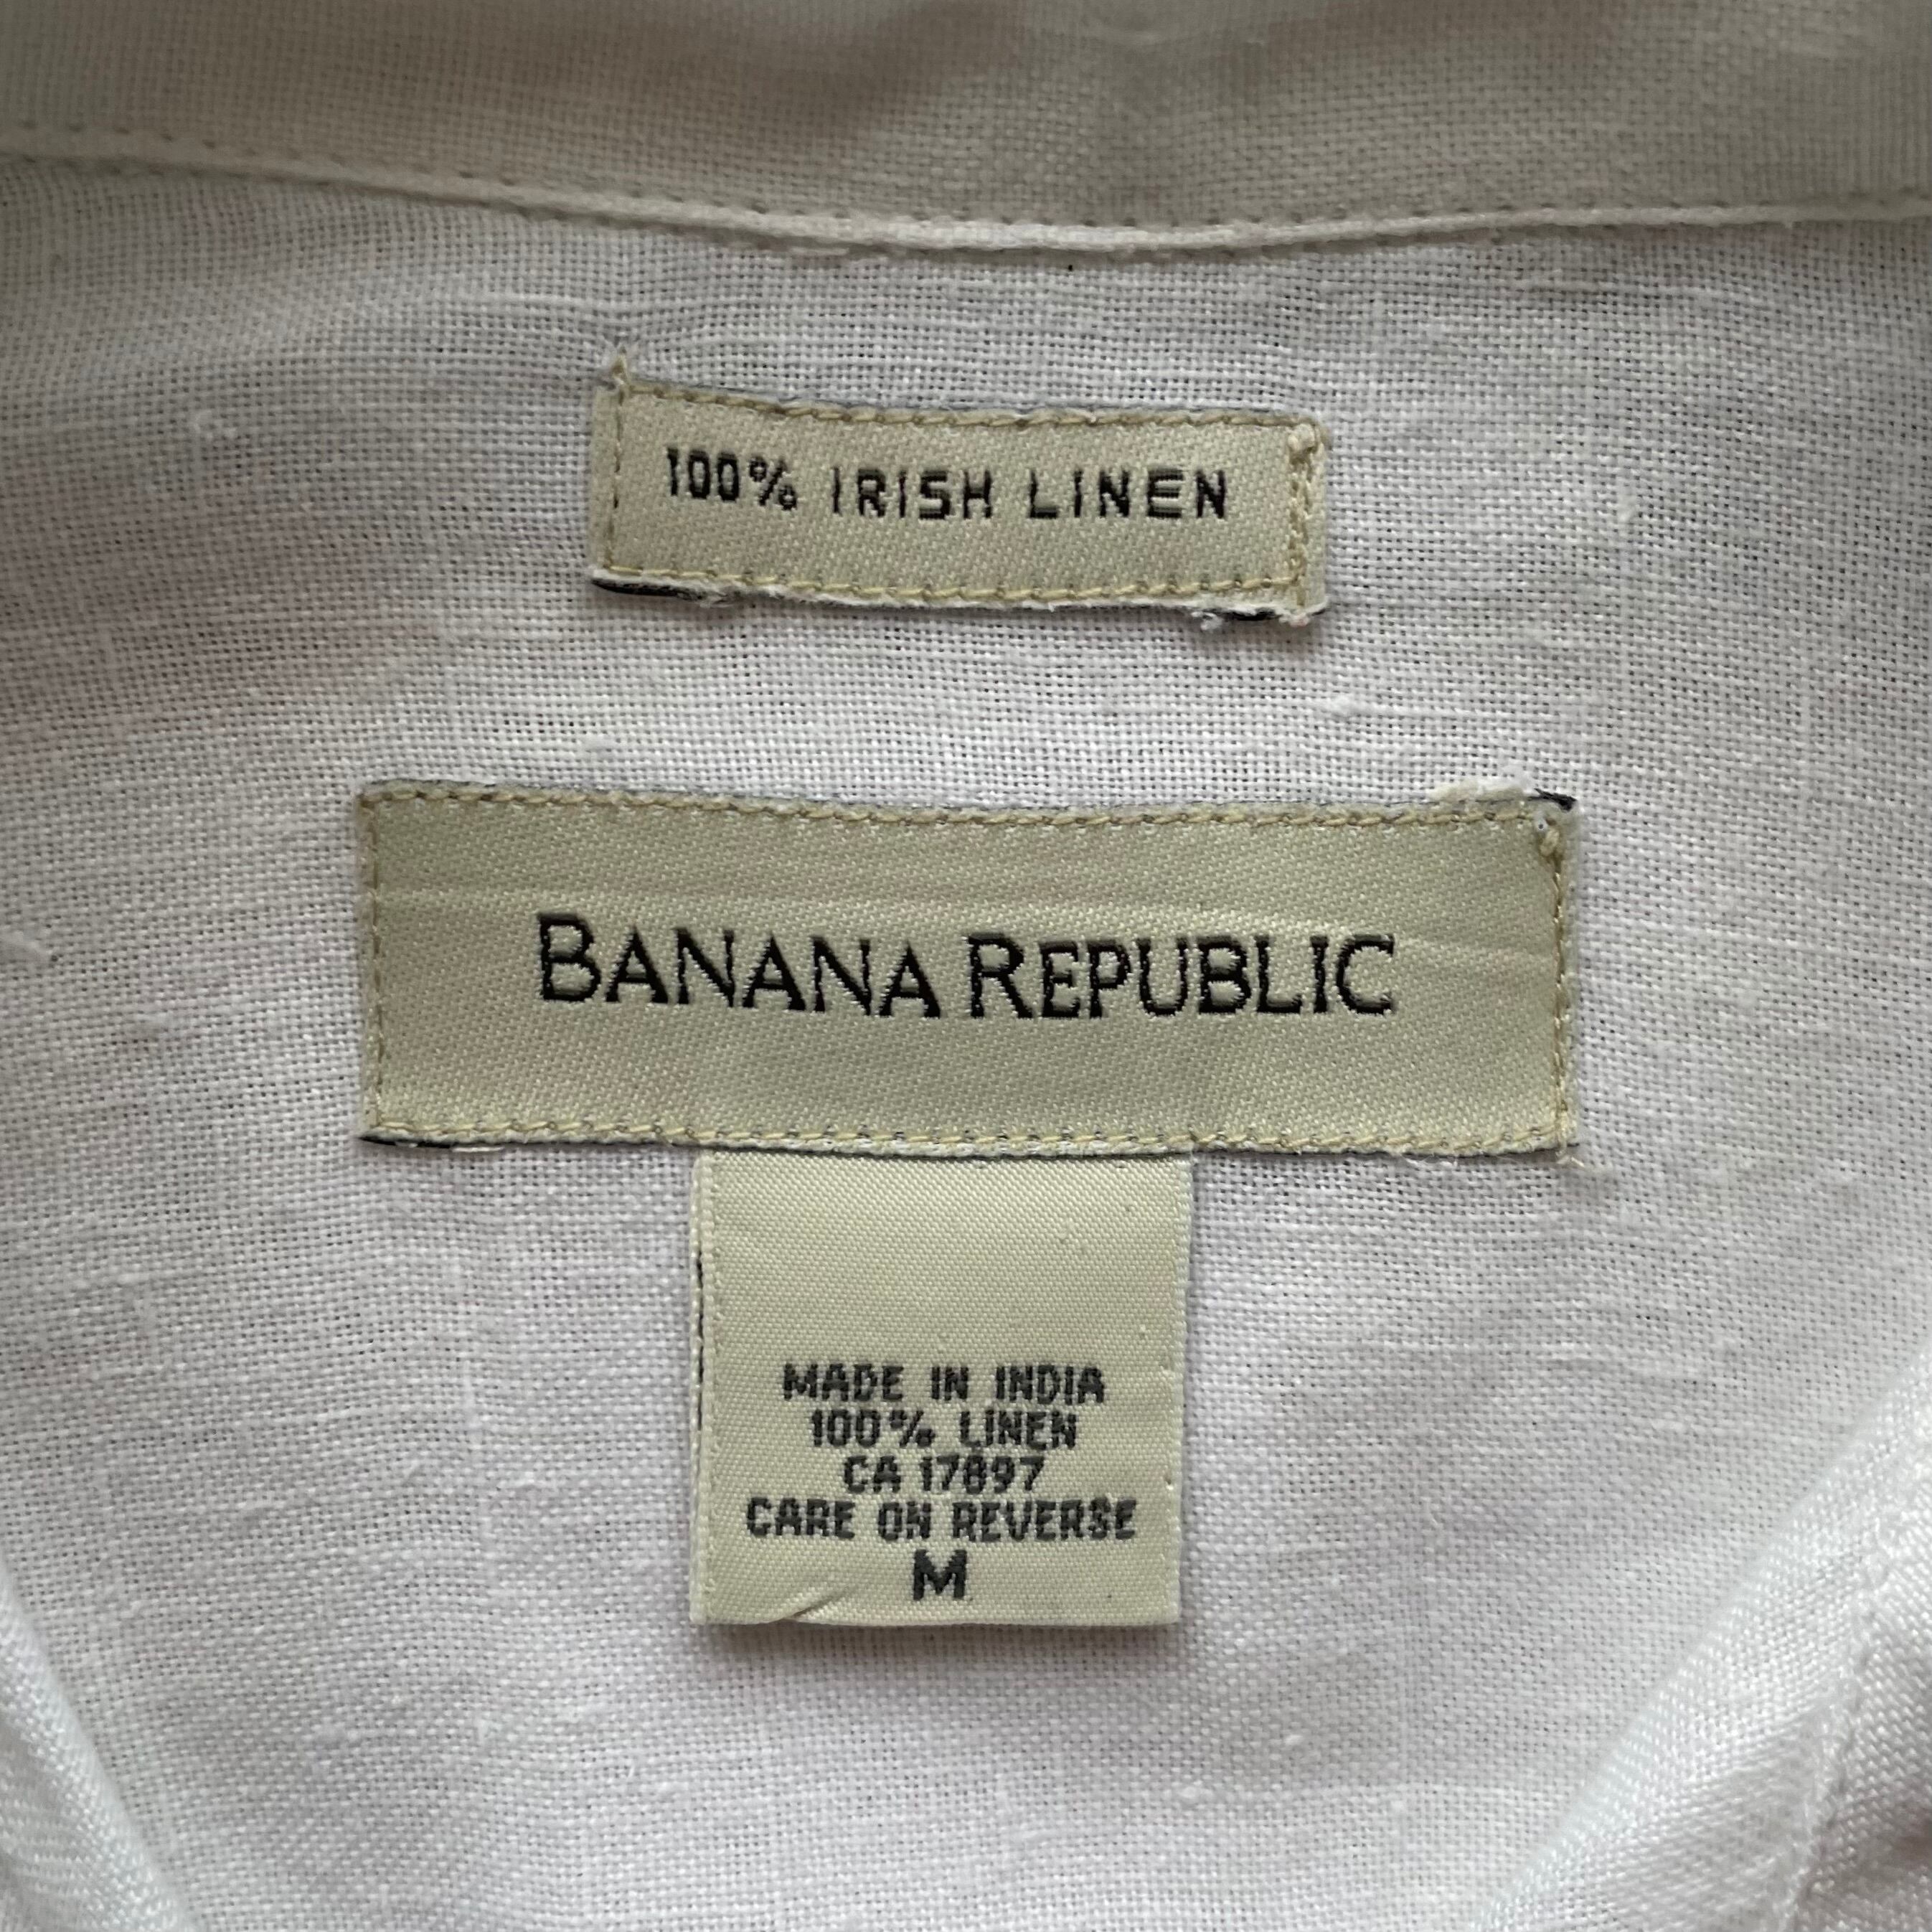 100% IRISH LINEN
BANANA REPUBLIC
MADE IN INDIA
100% LINEN
CA 17897
CARE ON REVERSE
M